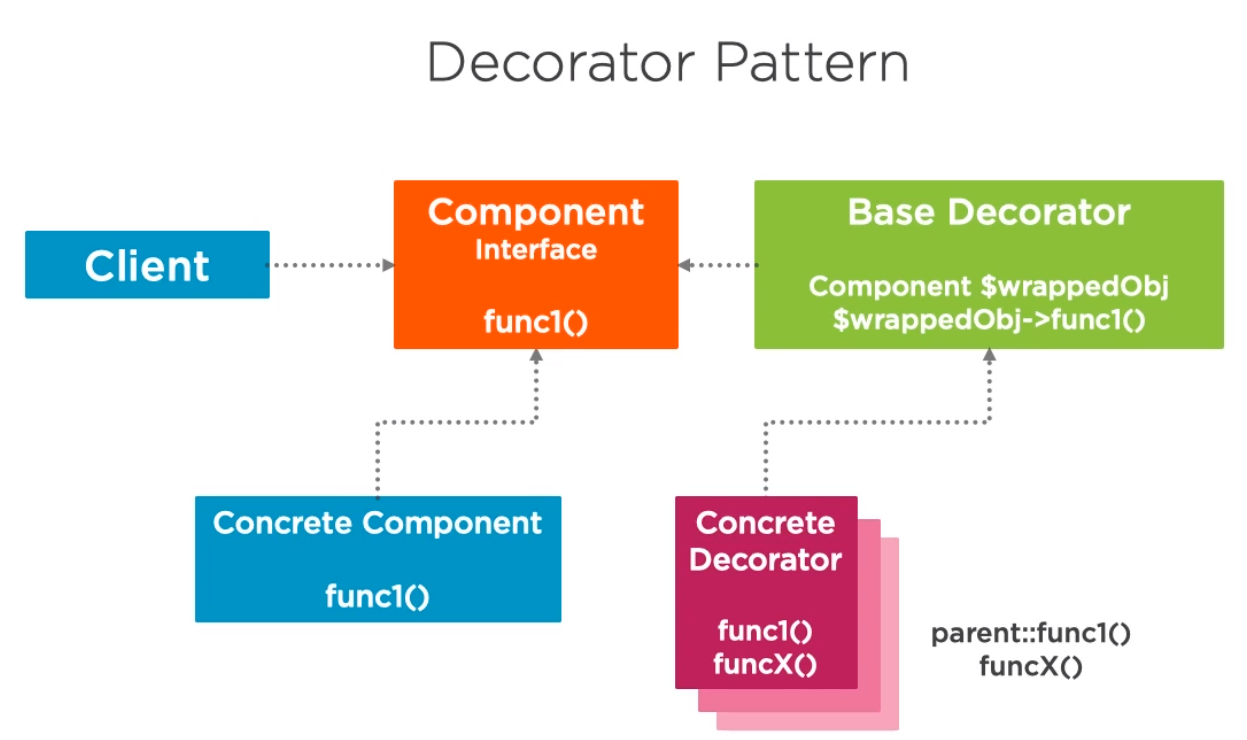 Decorator Pattern
Client
Component
Interface
func1()
Base Decorator
Component $wrappedObj
$wrappedObj->func1()
Concrete Component
func1()
Concrete
Decorator
func1()
funcX()
parent::func1()
funcX()